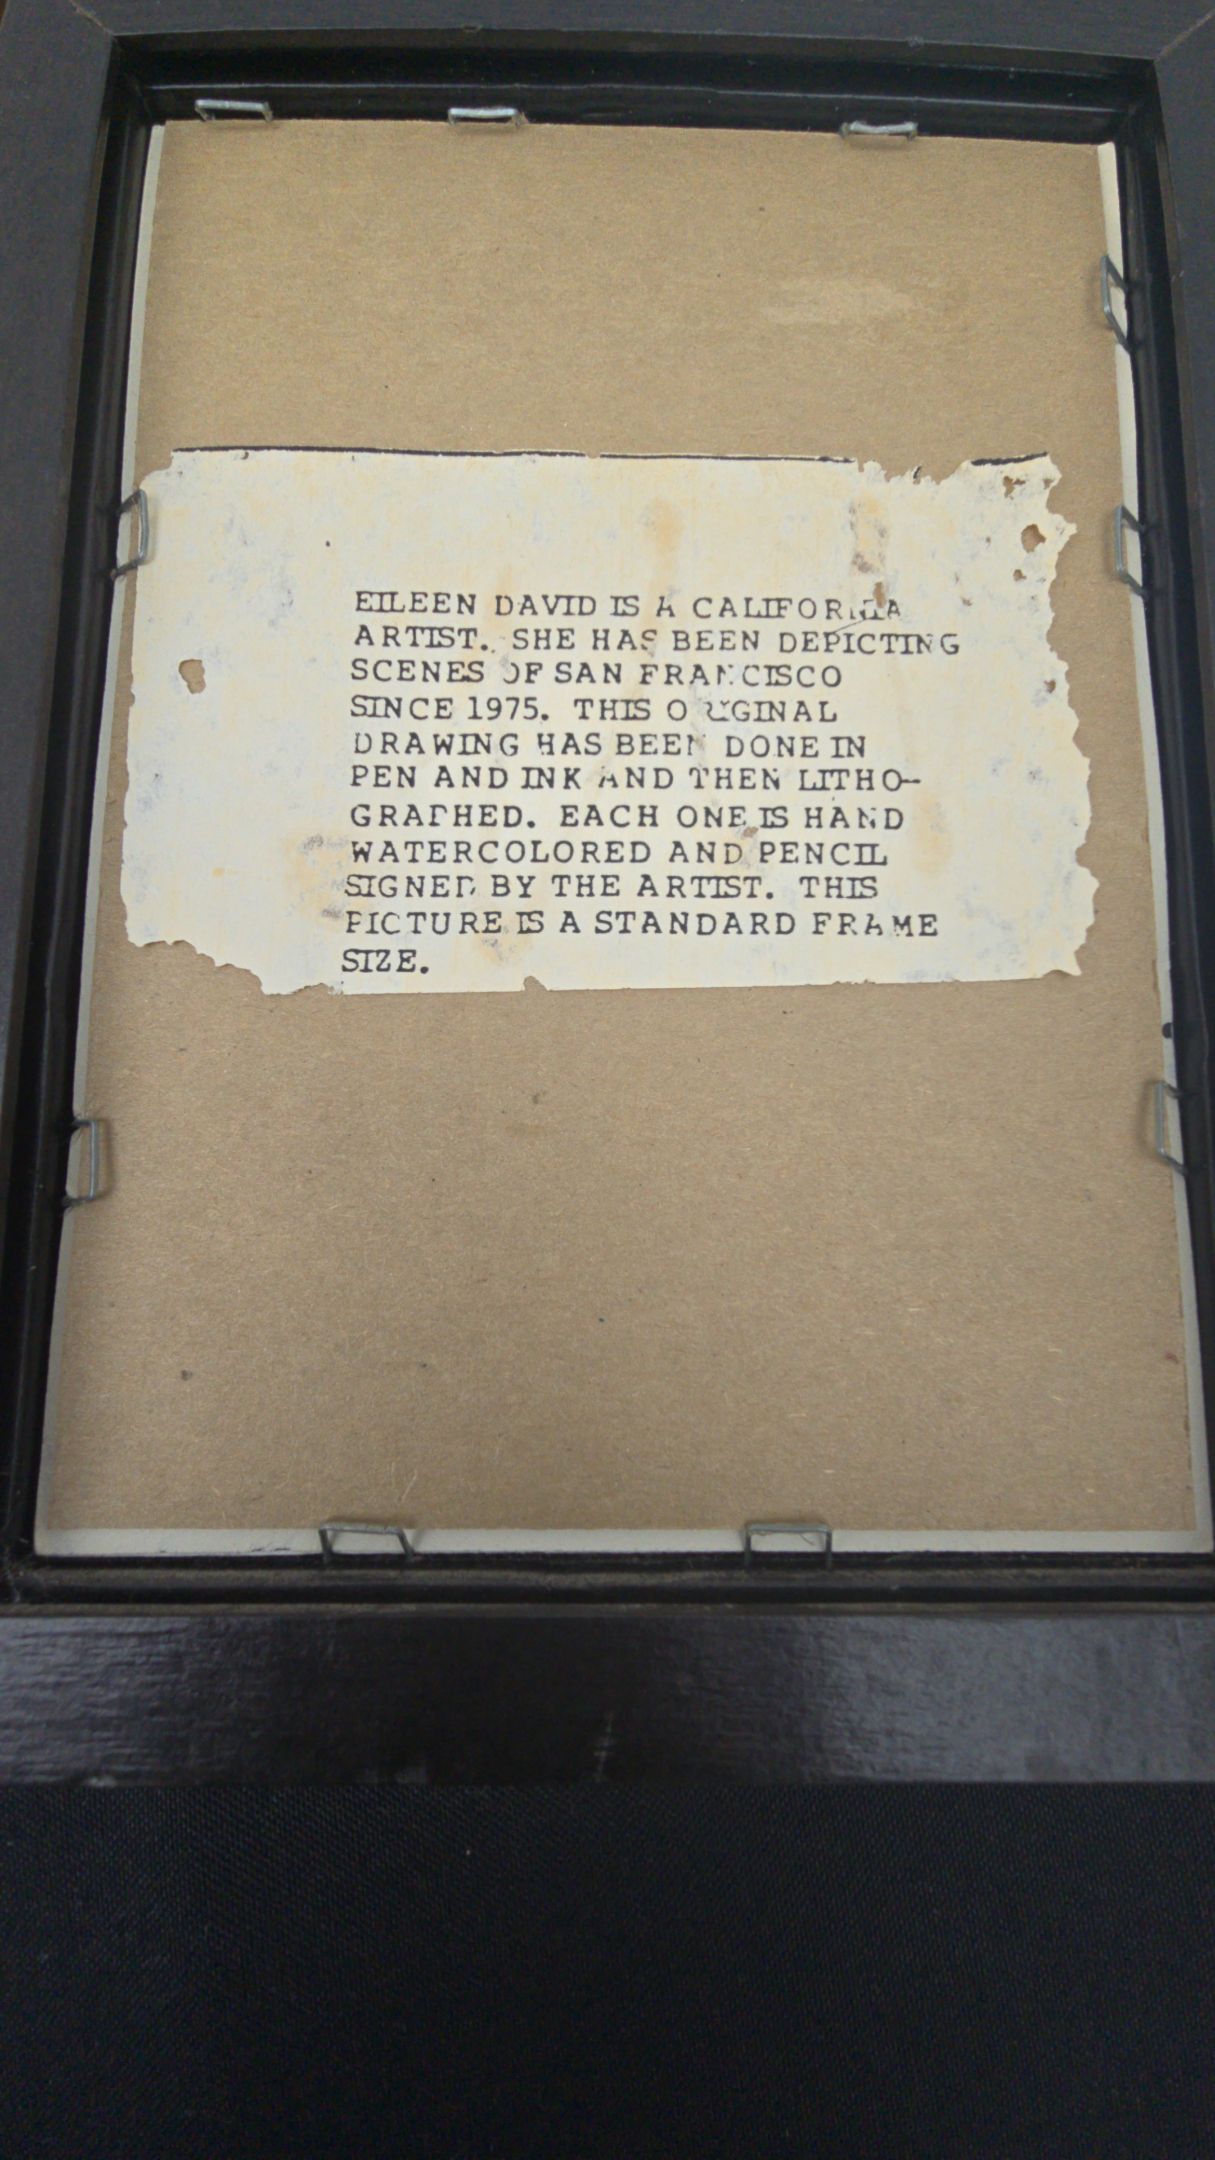 EILEEN DAVID IS A CALIFORNIA
ARTIST. SHE HAS BEEN DEPICTING
SCENES OF SAN FRANCISCO
SINCE 1975. THIS ORIGINAL
DRAWING HAS BEEN DONE IN
PEN AND INK AND THEN LITHO-
GRAPHED. EACH ONE IS HAND
WATERCOLORED AND PENCIL
SIGNED BY THE ARTIST. THIS
PICTURE IS A STANDARD FRAME
SIZE.